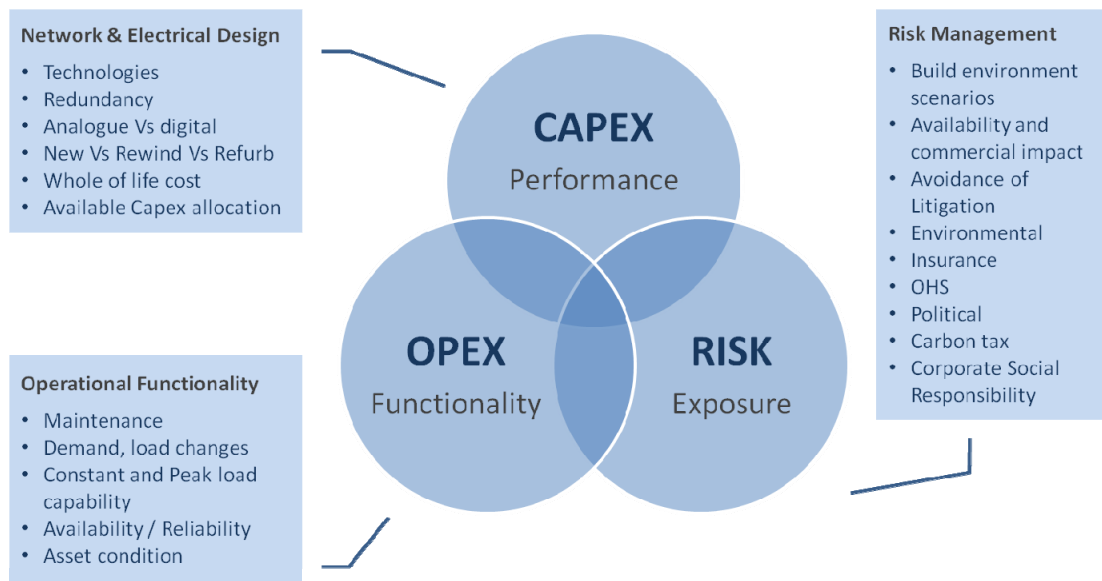 Network & Electrical Design
• Technologies
• Redundancy
• Analogue Vs digital
• New Vs Rewind Vs Refurb
• Whole of life cost
• Available Capex allocation
CAPEX
Performance
OPEX
Functionality
RISK
Exposure
Operational Functionality
• Maintenance
• Demand, load changes
• Constant and Peak load
capability
• Availability / Reliability
• Asset condition
Risk Management
• Build environment
scenarios
• Availability and
commercial impact
• Avoidance of
Litigation
• Environmental
• Insurance
• OHS
• Political
• Carbon tax
• Corporate Social
Responsibility